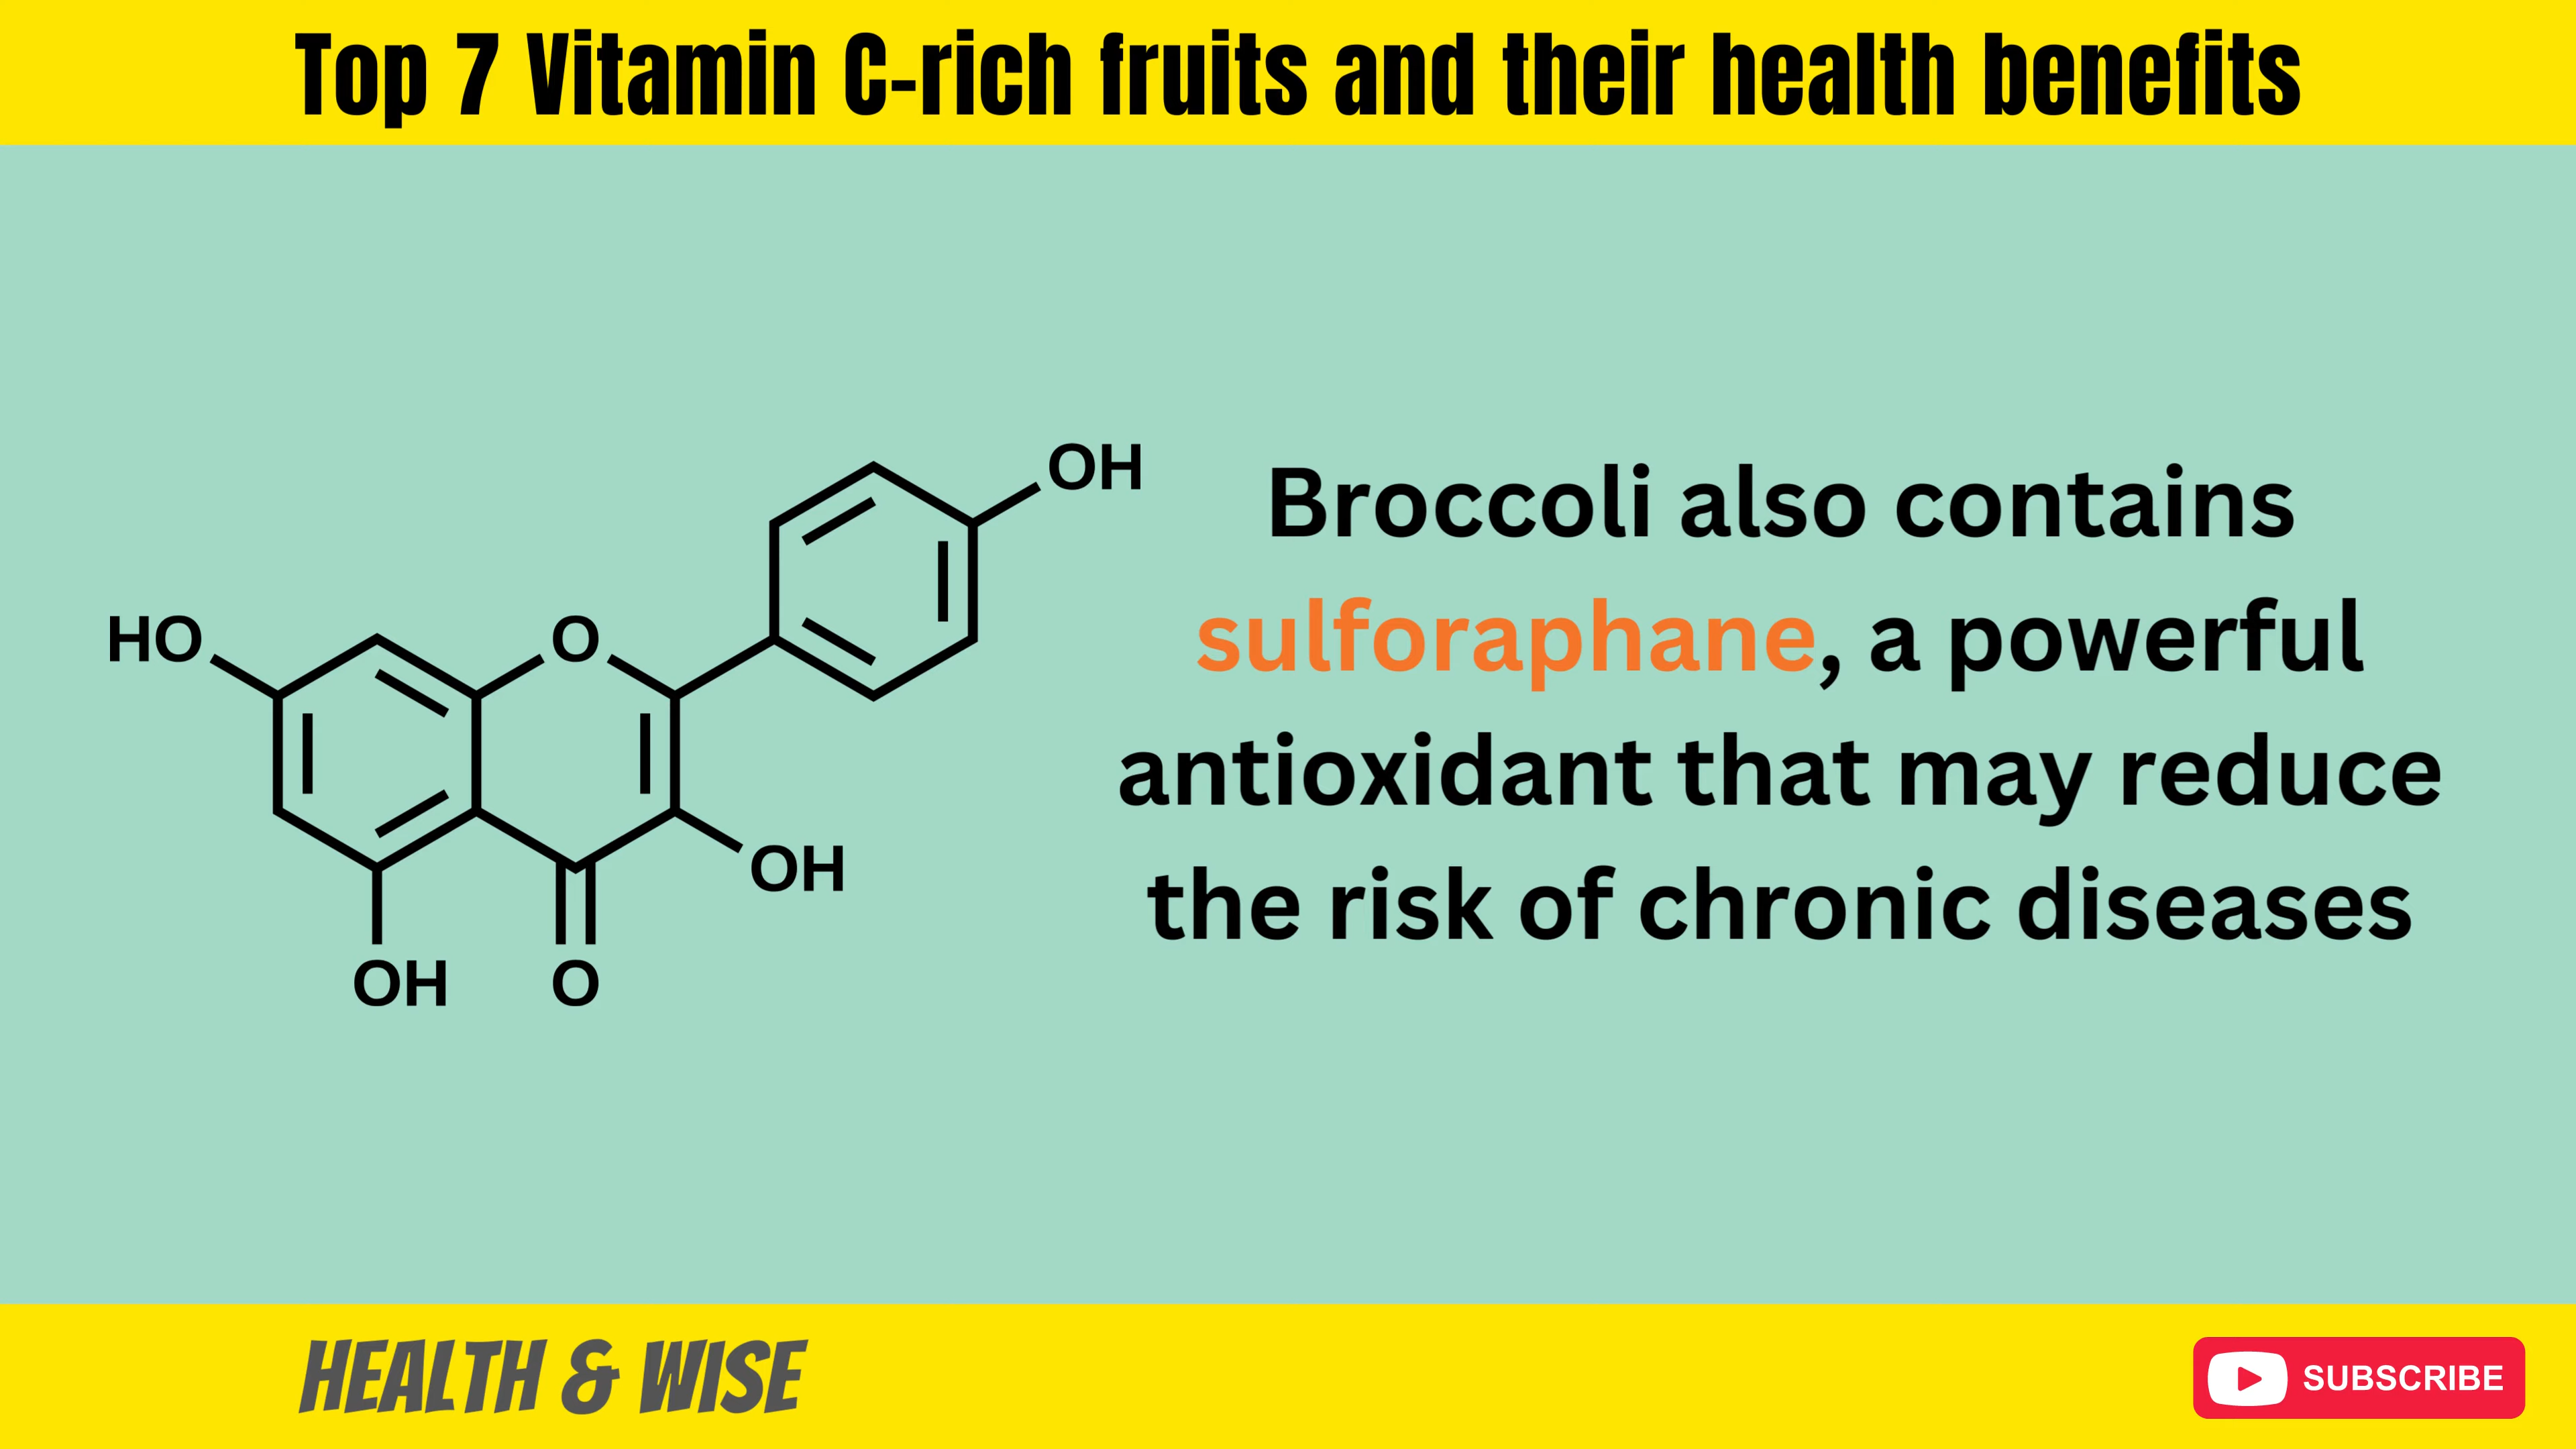 Top 7 Vitamin C-rich fruits and their health benefits
OH
HO
O
OH
OH
O
Broccoli also contains
sulforaphane, a powerful
antioxidant that may reduce
the risk of chronic diseases
HEALTH & WISE
SUBSCRIBE